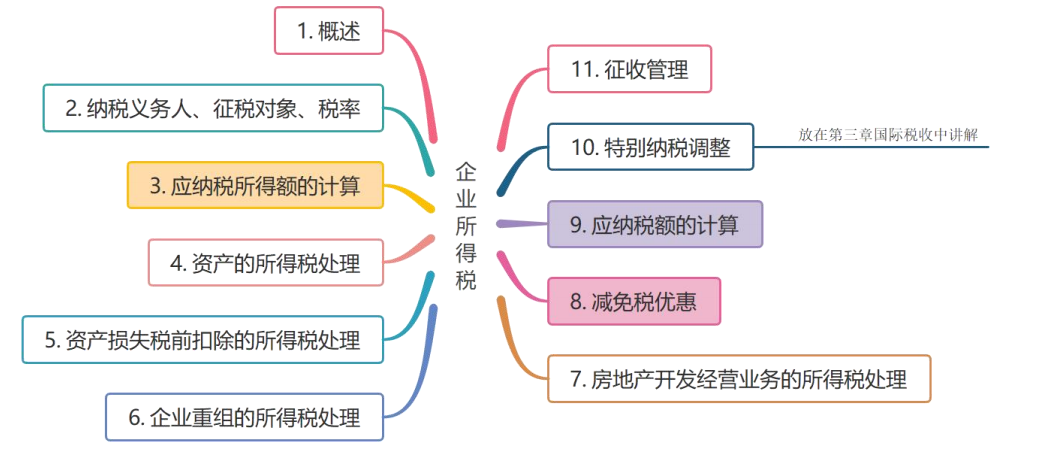 1. 概述
2. 纳税义务人、征税对象、税率
3. 应纳税所得额的计算
4. 资产的所得税处理
5. 资产损失税前扣除的所得税处理
6. 企业重组的所得税处理
企业所得税
11. 征收管理
10. 特别纳税调整
放在第三章国际税收中讲解
9. 应纳税额的计算
8. 减免税优惠
7. 房地产开发经营业务的所得税处理